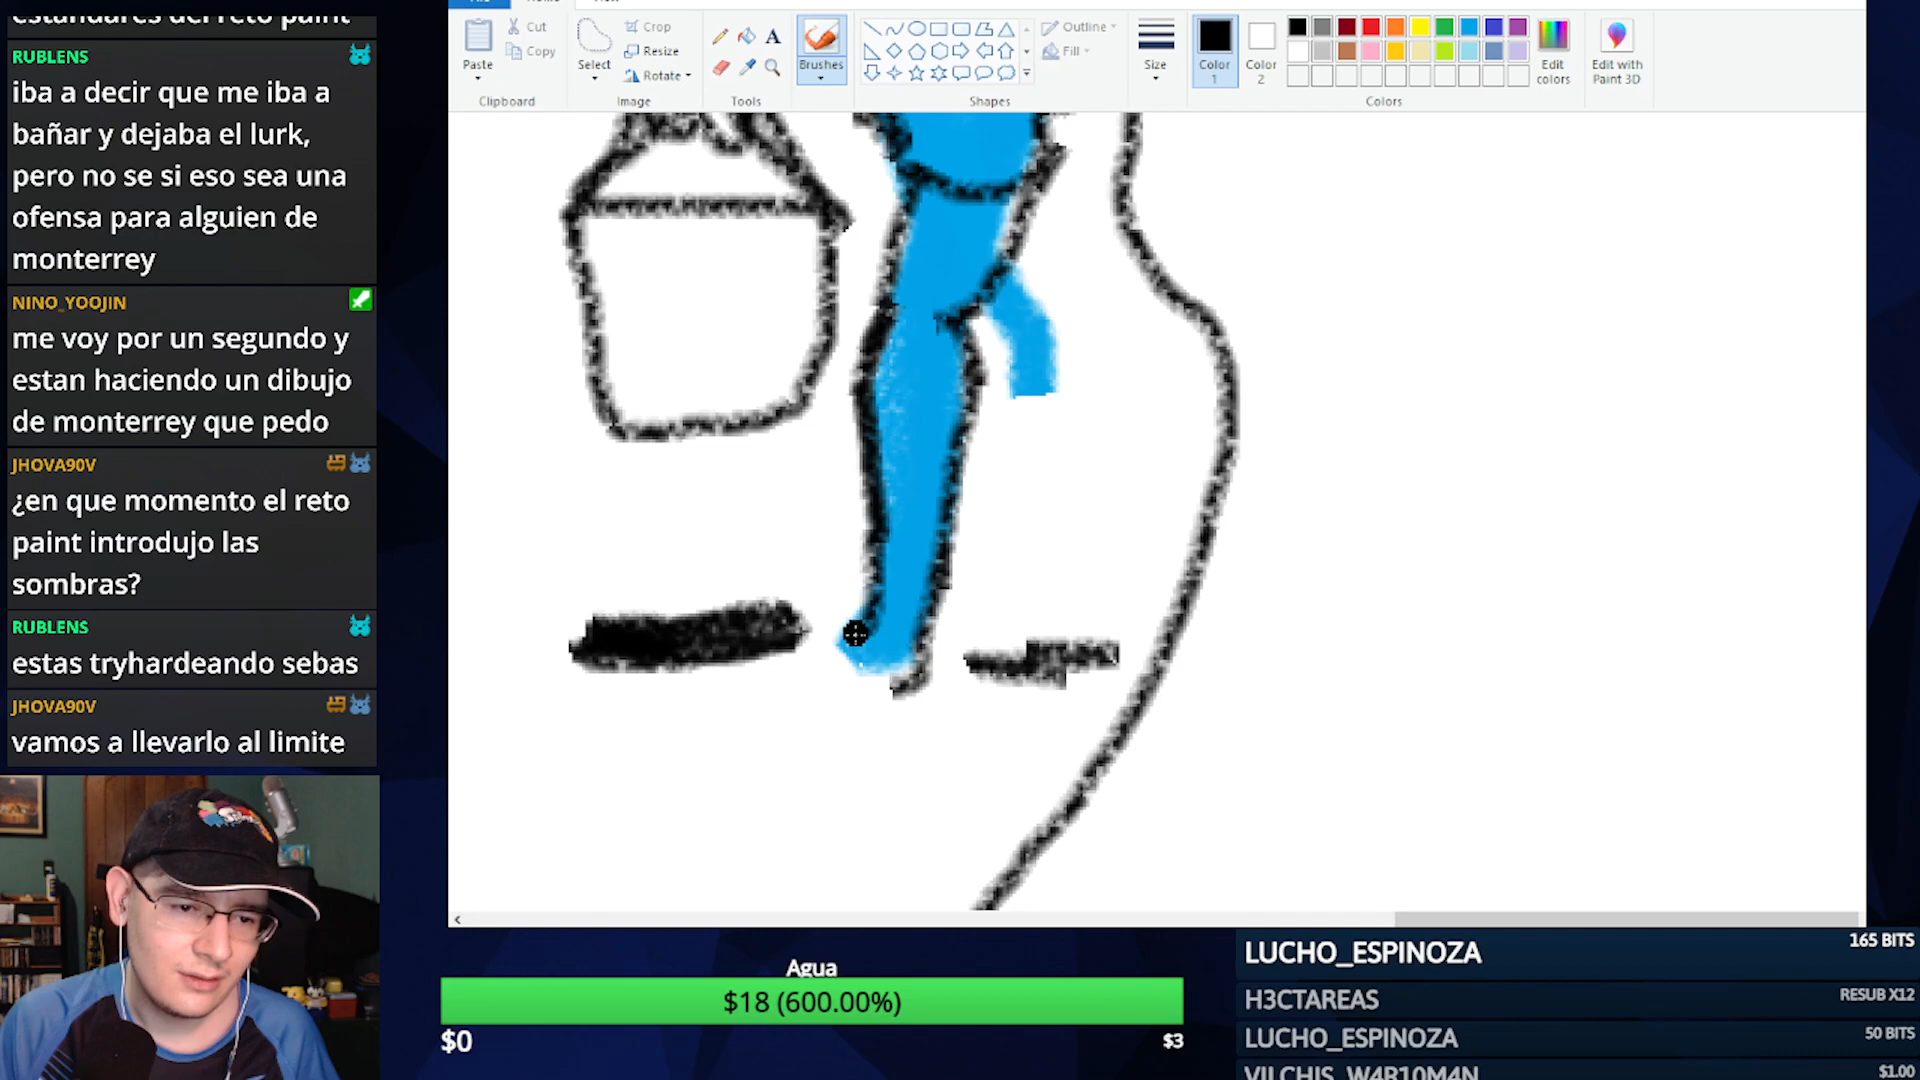 estandares del reto paint
RUBLENS
iba a decir que me iba a
bañar y dejaba el lurk,
pero no se si eso sea una
ofensa para alguien de
monterrey
NINO_YOOJIN
me voy por un segundo y
estan haciendo un dibujo
de monterrey que pedo
JHOVA90V
¿en que momento el reto
paint introdujo las
sombras?
RUBLENS
estas tryhardeando sebas
JHOVA90V
vamos a llevarlo al limite
Paste
Cut
Copy
Clipboard
Select
Crop
Resize
Rotate
Image
A
Tools
Brushes
Shapes
Outline
Fill
Size
Color
1
Color
2
Colors
Edit
colors
Edit with
Paint 3D
Agua
$18 (600.00%)
$0
$3
LUCHO_ESPINOZA 165 BITS
H3CTAREAS RESUB X12
LUCHO_ESPINOZA 50 BITS
VILCHIS_W4R10M4N $1.00